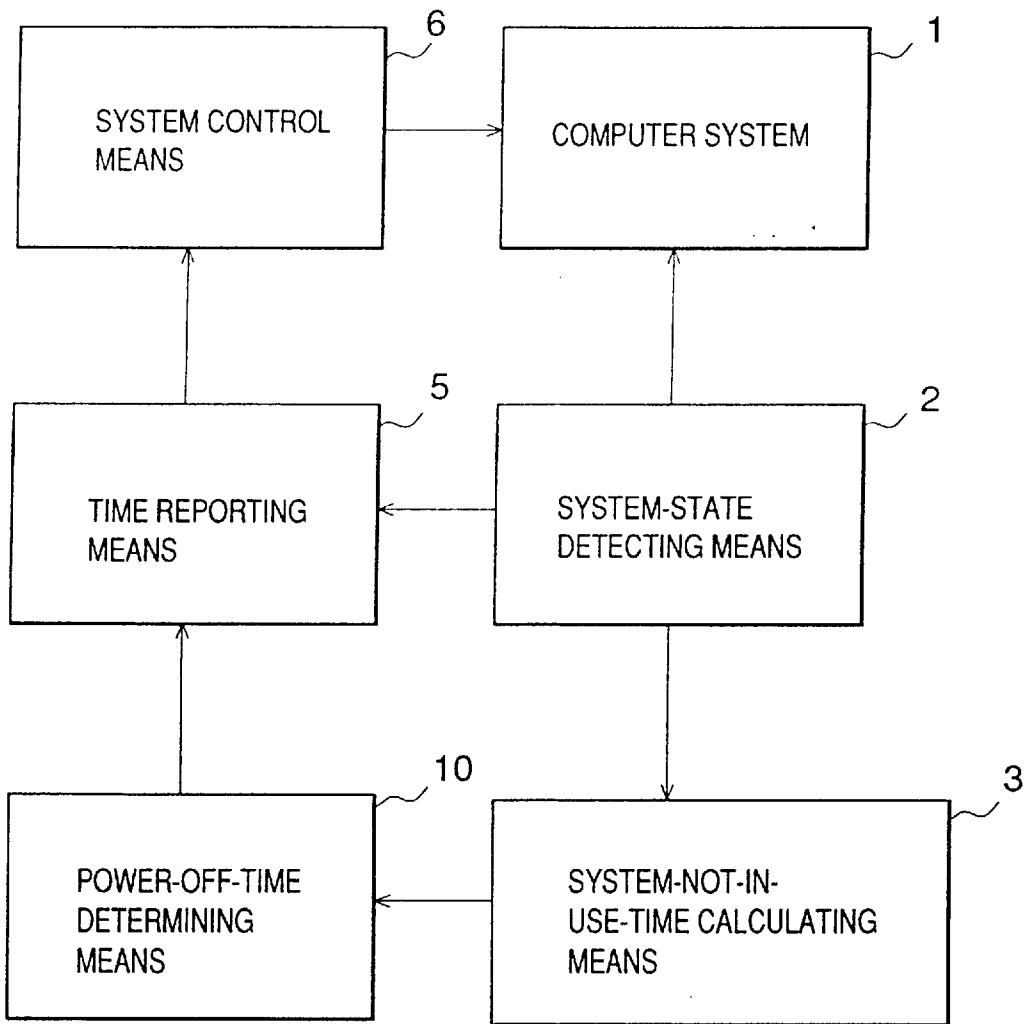 6
SYSTEM CONTROL
MEANS
1
COMPUTER SYSTEM
5
TIME REPORTING
MEANS
2
SYSTEM-STATE
DETECTING MEANS
10
POWER-OFF-TIME
DETERMINING
MEANS
3
SYSTEM-NOT-IN-
USE-TIME CALCULATING
MEANS